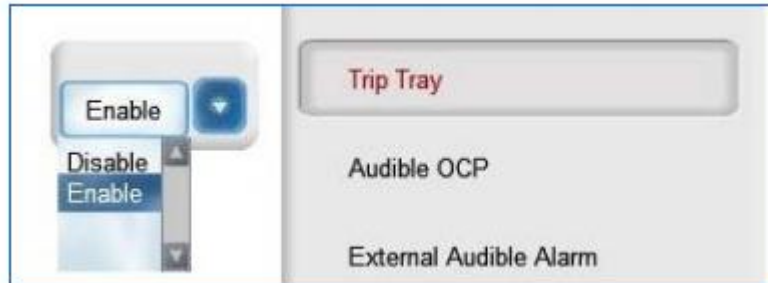 Enable
Disable
Enable
Trip Tray
Audible OCP
External Audible Alarm